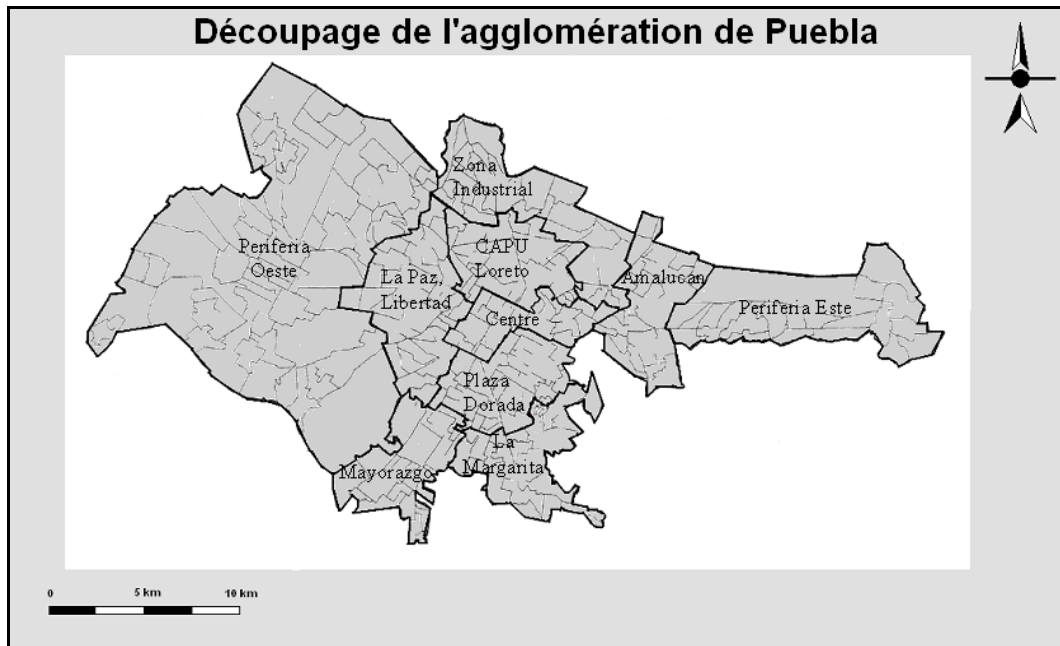 Découpage de l'agglomération de Puebla
Zona
Industrial
Periferia
Oeste
CAPU
Loreto
La Paz,
Libertad
Amalucan
Periferia Este
Centre
Plaza
Dorada
La
Margarita
Mayorazgo
0 5 km 10 km